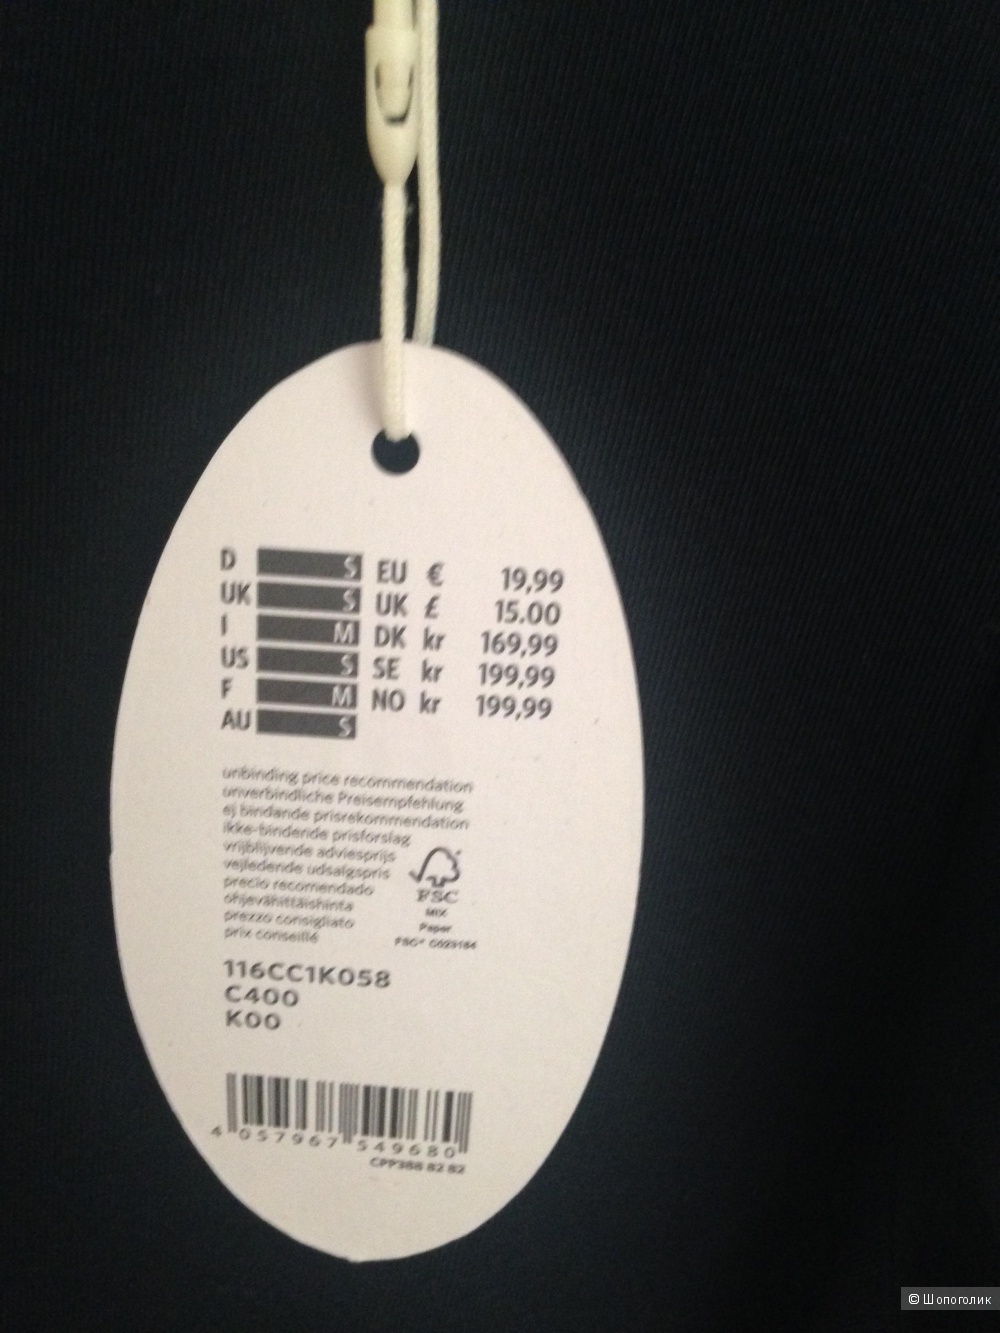 D S EU € 19,99
UK S UK £ 15.00
I M DK kr 169,99
US S SE kr 199,99
F M NO kr 199,99
AU S
unbinding price recommendation
unverbindliche Preisempfehlung
ej bindande prisrekommendation
ikke-bindende prisforslag
vrijblijvende adviesprijs
vejledende udsalgspris
precio recomendado
ohjevähittäishinta
prezzo consigliato
prix conseillé
FSC
MIX
Paper
FSC®
116CC1K058
C400
K00
4 057967 549680
CPP388 82 82
© Шопоголик